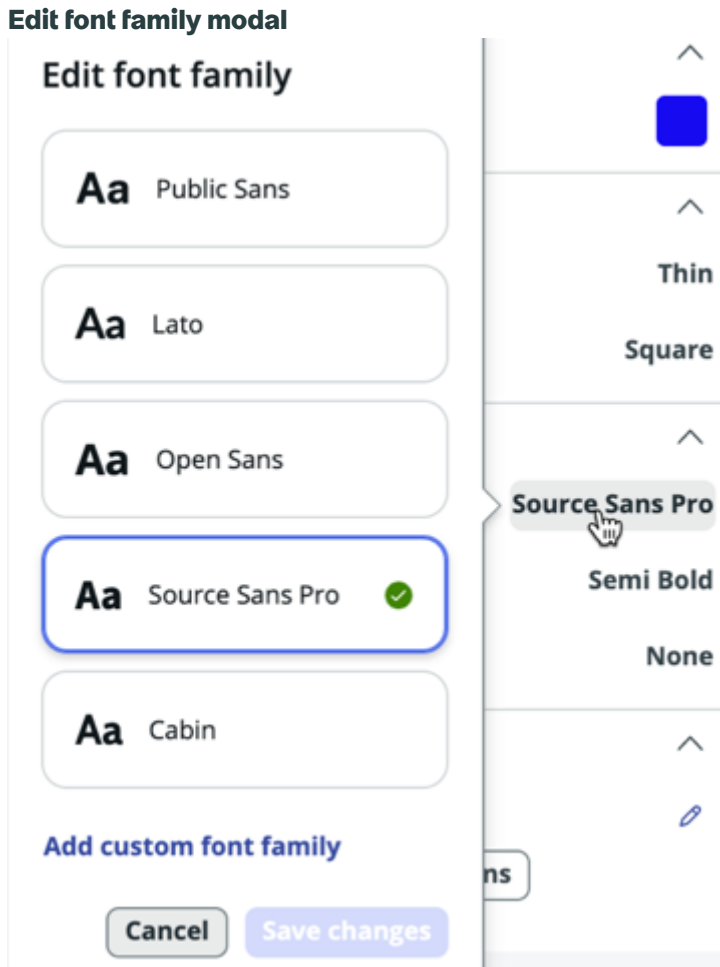 Edit font family modal
Edit font family
Aa Public Sans
Aa Lato
Aa Open Sans
Aa Source Sans Pro
Aa Cabin
Add custom font family
Cancel Save changes
Thin
Square
Source Sans Pro
Semi Bold
None
ns